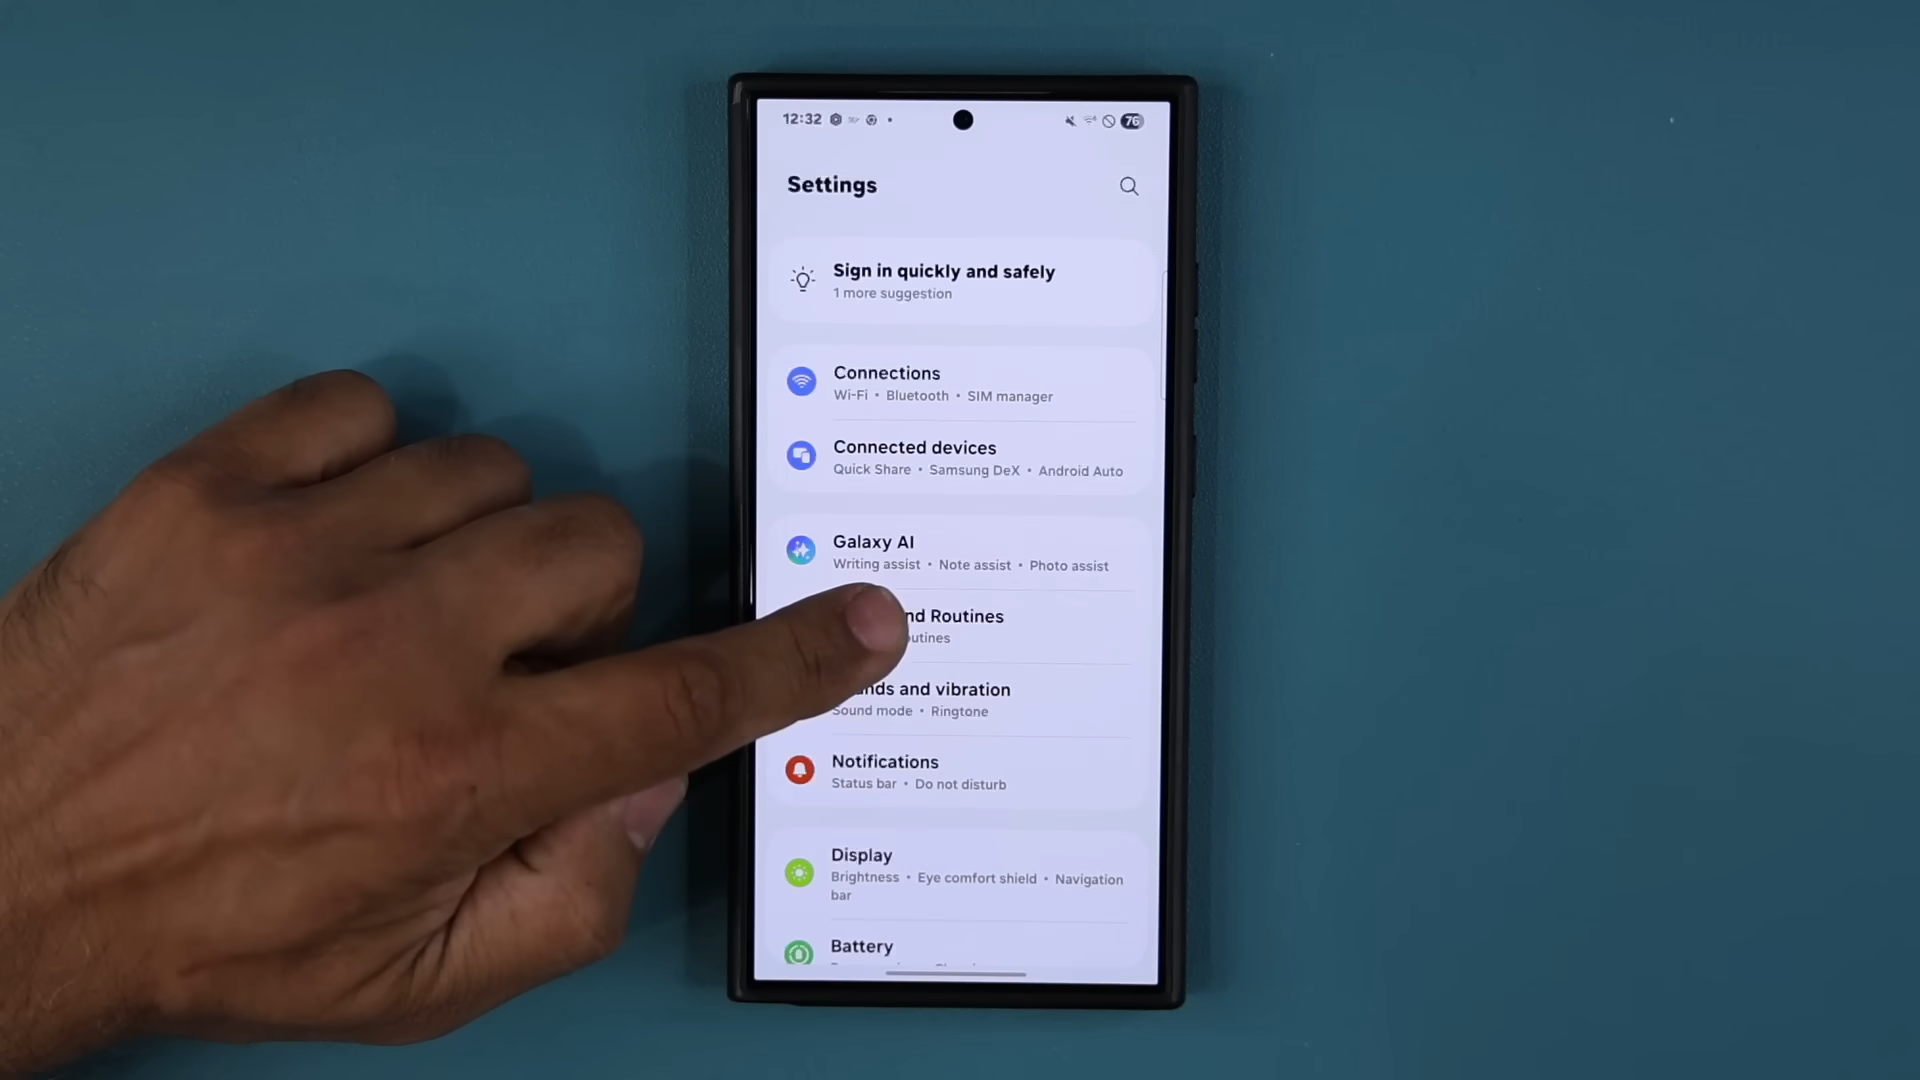 12:32
76
Settings
Sign in quickly and safely
1 more suggestion
Connections
Wi-Fi • Bluetooth • SIM manager
Connected devices
Quick Share • Samsung DeX • Android Auto
Galaxy AI
Writing assist • Note assist • Photo assist
nd Routines
outines
nds and vibration
Sound mode • Ringtone
Notifications
Status bar • Do not disturb
Display
Brightness • Eye comfort shield • Navigation
bar
Battery